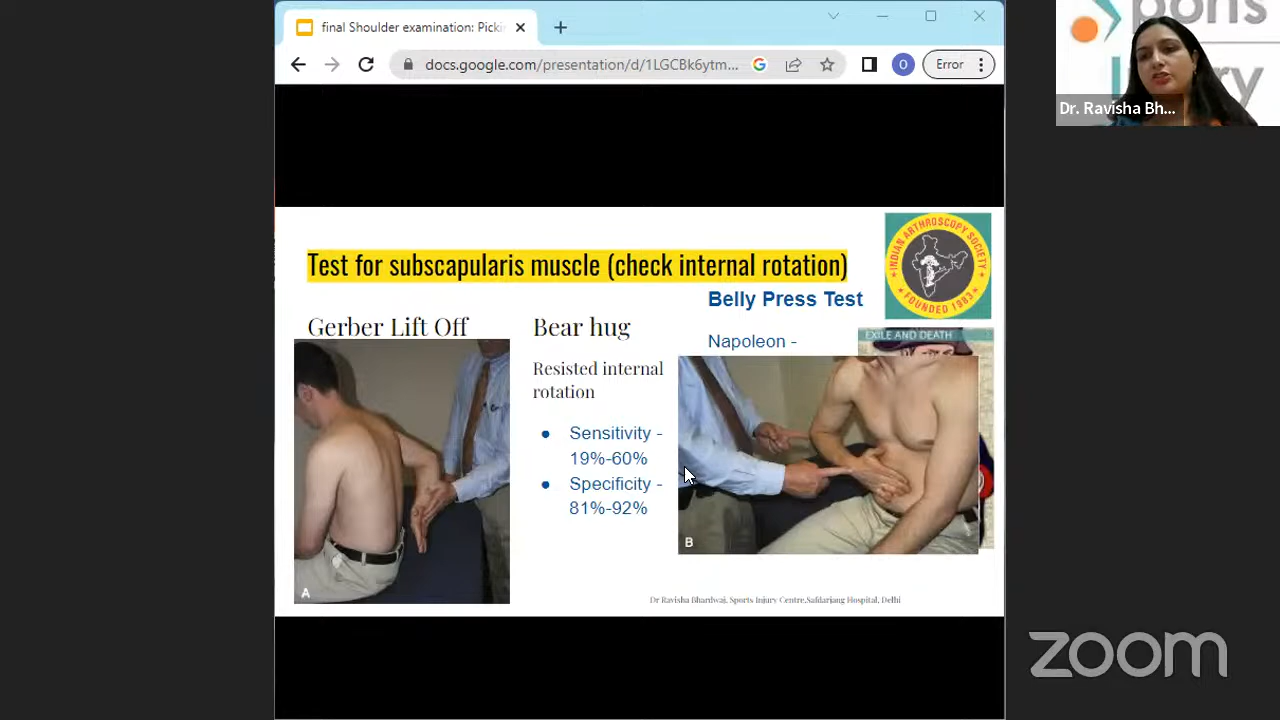 final Shoulder examination: Picki
docs.google.com/presentation/d/1LGCBk6ytm...
O
Error
Dr. Ravisha Bh...
Test for subscapularis muscle (check internal rotation)
INDIAN ARTHROSCOPY SOCIETY
FOUNDED 1983
Belly Press Test
Gerber Lift Off
Bear hug
Napoleon -
EXILE AND DEATH
Resisted internal
rotation
Sensitivity -
19%-60%
Specificity -
81%-92%
A
B
Dr Ravisha Bhardwaj, Sports Injury Centre,Safdarjang Hospital, Delhi
zoom